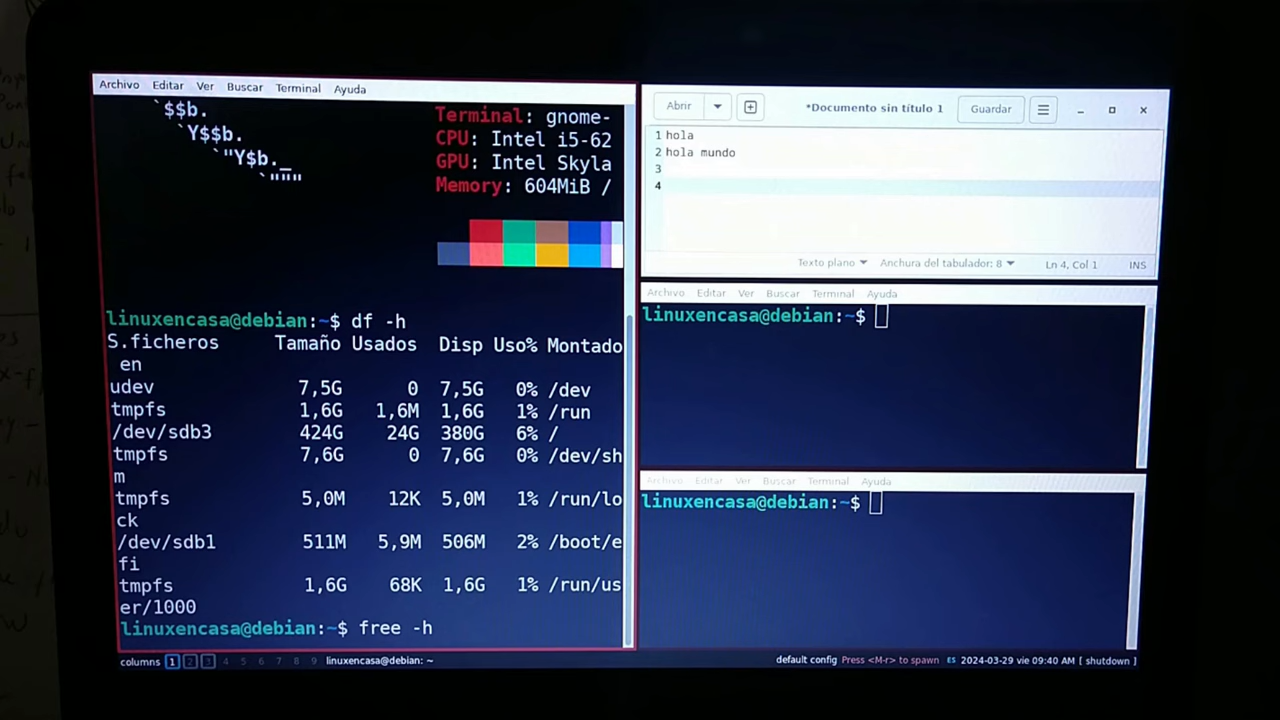 Archivo Editar Ver Buscar Terminal Ayuda
`$$b.
`Y$$b.
`"Y$b._
`"""
Terminal: gnome-
CPU: Intel i5-62
GPU: Intel Skyla
Memory: 604MiB /
linuxencasa@debian:~$ df -h
S.ficheros Tamaño Usados Disp Uso% Montado
en
udev 7,5G 0 7,5G 0% /dev
tmpfs 1,6G 1,6M 1,6G 1% /run
/dev/sdb3 424G 24G 380G 6% /
tmpfs 7,6G 0 7,6G 0% /dev/sh
m
tmpfs 5,0M 12K 5,0M 1% /run/lo
ck
/dev/sdb1 511M 5,9M 506M 2% /boot/e
fi
tmpfs 1,6G 68K 1,6G 1% /run/us
er/1000
linuxencasa@debian:~$ free -h
Abrir *Documento sin título 1 Guardar
1 hola
2 hola mundo
3
4
Texto plano Anchura del tabulador: 8 Ln 4, Col 1 INS
Archivo Editar Ver Buscar Terminal Ayuda
linuxencasa@debian:~$
Archivo Editar Ver Buscar Terminal Ayuda
linuxencasa@debian:~$
columns 1 2 3 4 5 6 7 8 9 linuxencasa@debian: ~ default config Press <M-r> to spawn ES 2024-03-29 vie 09:40 AM [ shutdown ]